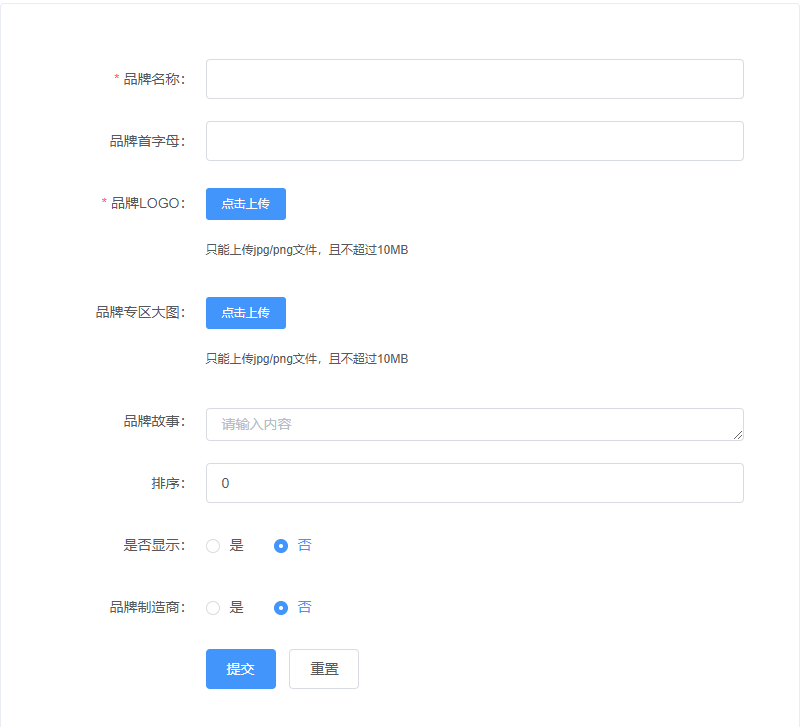 * 品牌名称：
品牌首字母：
* 品牌LOGO： 点击上传
只能上传jpg/png文件，且不超过10MB
品牌专区大图： 点击上传
只能上传jpg/png文件，且不超过10MB
品牌故事： 请输入内容
排序： 0
是否显示： 是 否
品牌制造商： 是 否
提交 重置